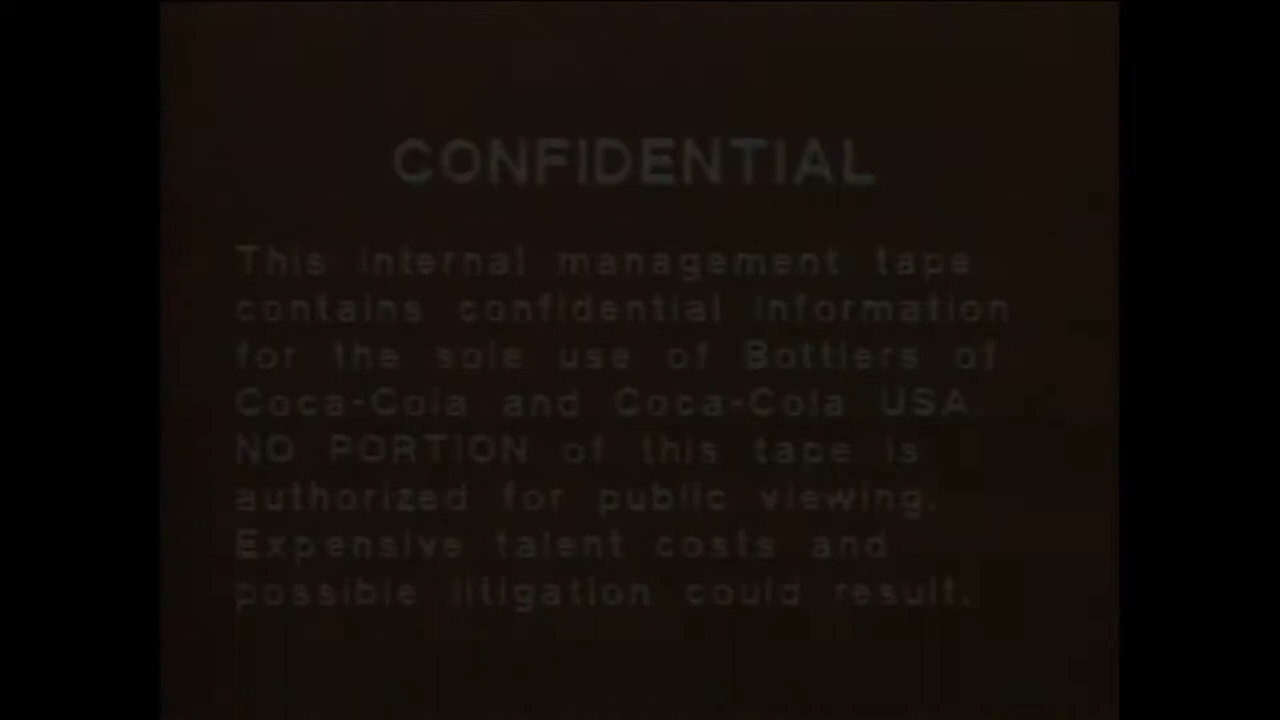 CONFIDENTIAL
This internal management tape
contains confidential information
for the sole use of Bottlers of
Coca-Cola and Coca-Cola USA.
NO PORTION of this tape is
authorized for public viewing.
Expensive talent costs and
possible litigation could result.